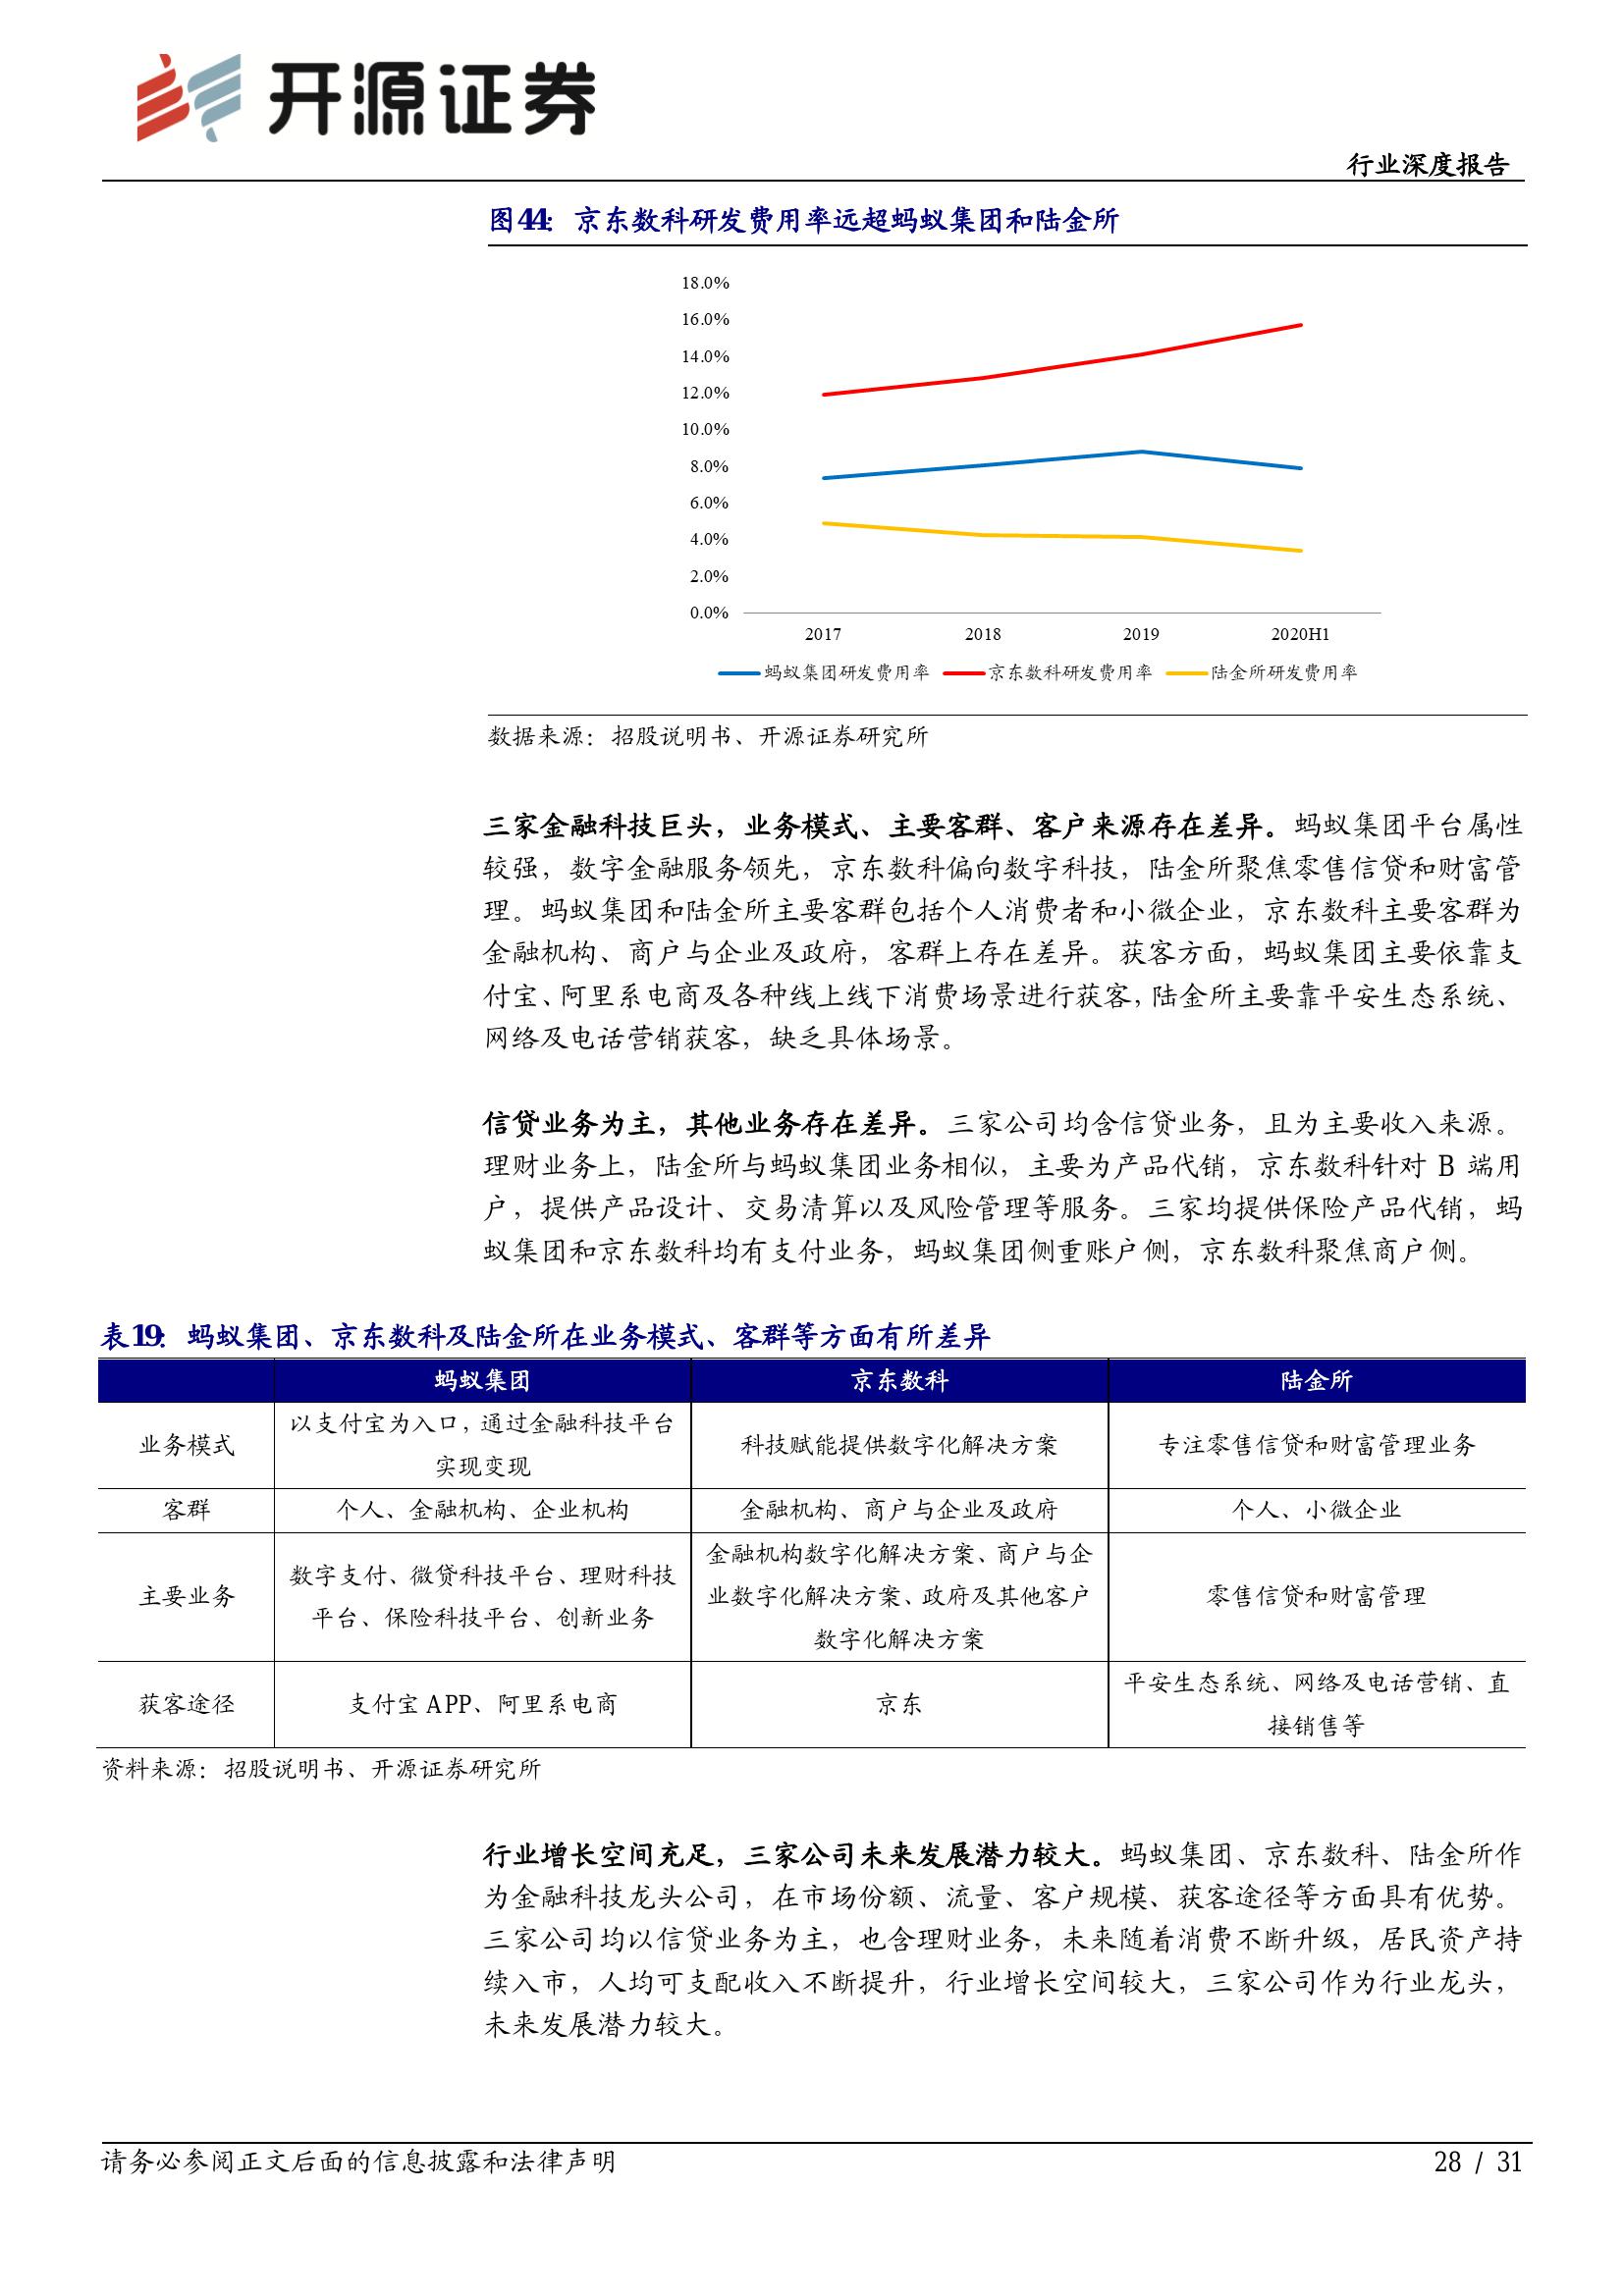 开源证券
行业深度报告
图44：京东数科研发费用率远超蚂蚁集团和陆金所
18.0%
16.0%
14.0%
12.0%
10.0%
8.0%
6.0%
4.0%
2.0%
0.0%
2017 2018 2019 2020H1
蚂蚁集团研发费用率 京东数科研发费用率 陆金所研发费用率
数据来源：招股说明书、开源证券研究所
三家金融科技巨头，业务模式、主要客群、客户来源存在差异。蚂蚁集团平台属性
较强，数字金融服务领先，京东数科偏向数字科技，陆金所聚焦零售信贷和财富管
理。蚂蚁集团和陆金所主要客群包括个人消费者和小微企业，京东数科主要客群为
金融机构、商户与企业及政府，客群上存在差异。获客方面，蚂蚁集团主要依靠支
付宝、阿里系电商及各种线上线下消费场景进行获客，陆金所主要靠平安生态系统、
网络及电话营销获客，缺乏具体场景。
信贷业务为主，其他业务存在差异。三家公司均含信贷业务，且为主要收入来源。
理财业务上，陆金所与蚂蚁集团业务相似，主要为产品代销，京东数科针对 B 端用
户，提供产品设计、交易清算以及风险管理等服务。三家均提供保险产品代销，蚂
蚁集团和京东数科均有支付业务，蚂蚁集团侧重账户侧，京东数科聚焦商户侧。
表19：蚂蚁集团、京东数科及陆金所在业务模式、客群等方面有所差异
蚂蚁集团 京东数科 陆金所
业务模式 以支付宝为入口，通过金融科技平台 科技赋能提供数字化解决方案 专注零售信贷和财富管理业务
实现变现
客群 个人、金融机构、企业机构 金融机构、商户与企业及政府 个人、小微企业
主要业务 数字支付、微贷科技平台、理财科技 金融机构数字化解决方案、商户与企 零售信贷和财富管理
平台、保险科技平台、创新业务 业数字化解决方案、政府及其他客户
数字化解决方案
获客途径 支付宝 APP、阿里系电商 京东 平安生态系统、网络及电话营销、直
接销售等
资料来源：招股说明书、开源证券研究所
行业增长空间充足，三家公司未来发展潜力较大。蚂蚁集团、京东数科、陆金所作
为金融科技龙头公司，在市场份额、流量、客户规模、获客途径等方面具有优势。
三家公司均以信贷业务为主，也含理财业务，未来随着消费不断升级，居民资产持
续入市，人均可支配收入不断提升，行业增长空间较大，三家公司作为行业龙头，
未来发展潜力较大。
请务必参阅正文后面的信息披露和法律声明
28 / 31